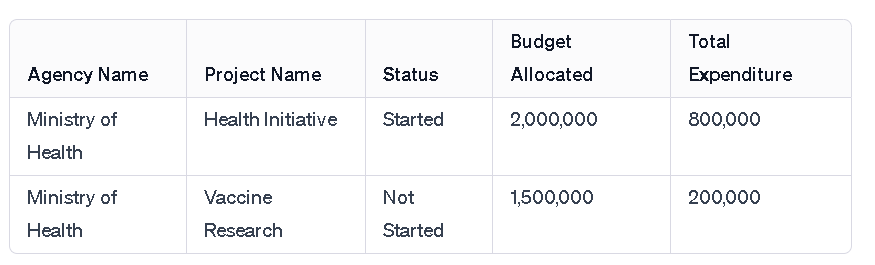 Agency Name Project Name Status Budget Allocated Total Expenditure
Ministry of Health Health Initiative Started 2,000,000 800,000
Ministry of Health Vaccine Research Not Started 1,500,000 200,000